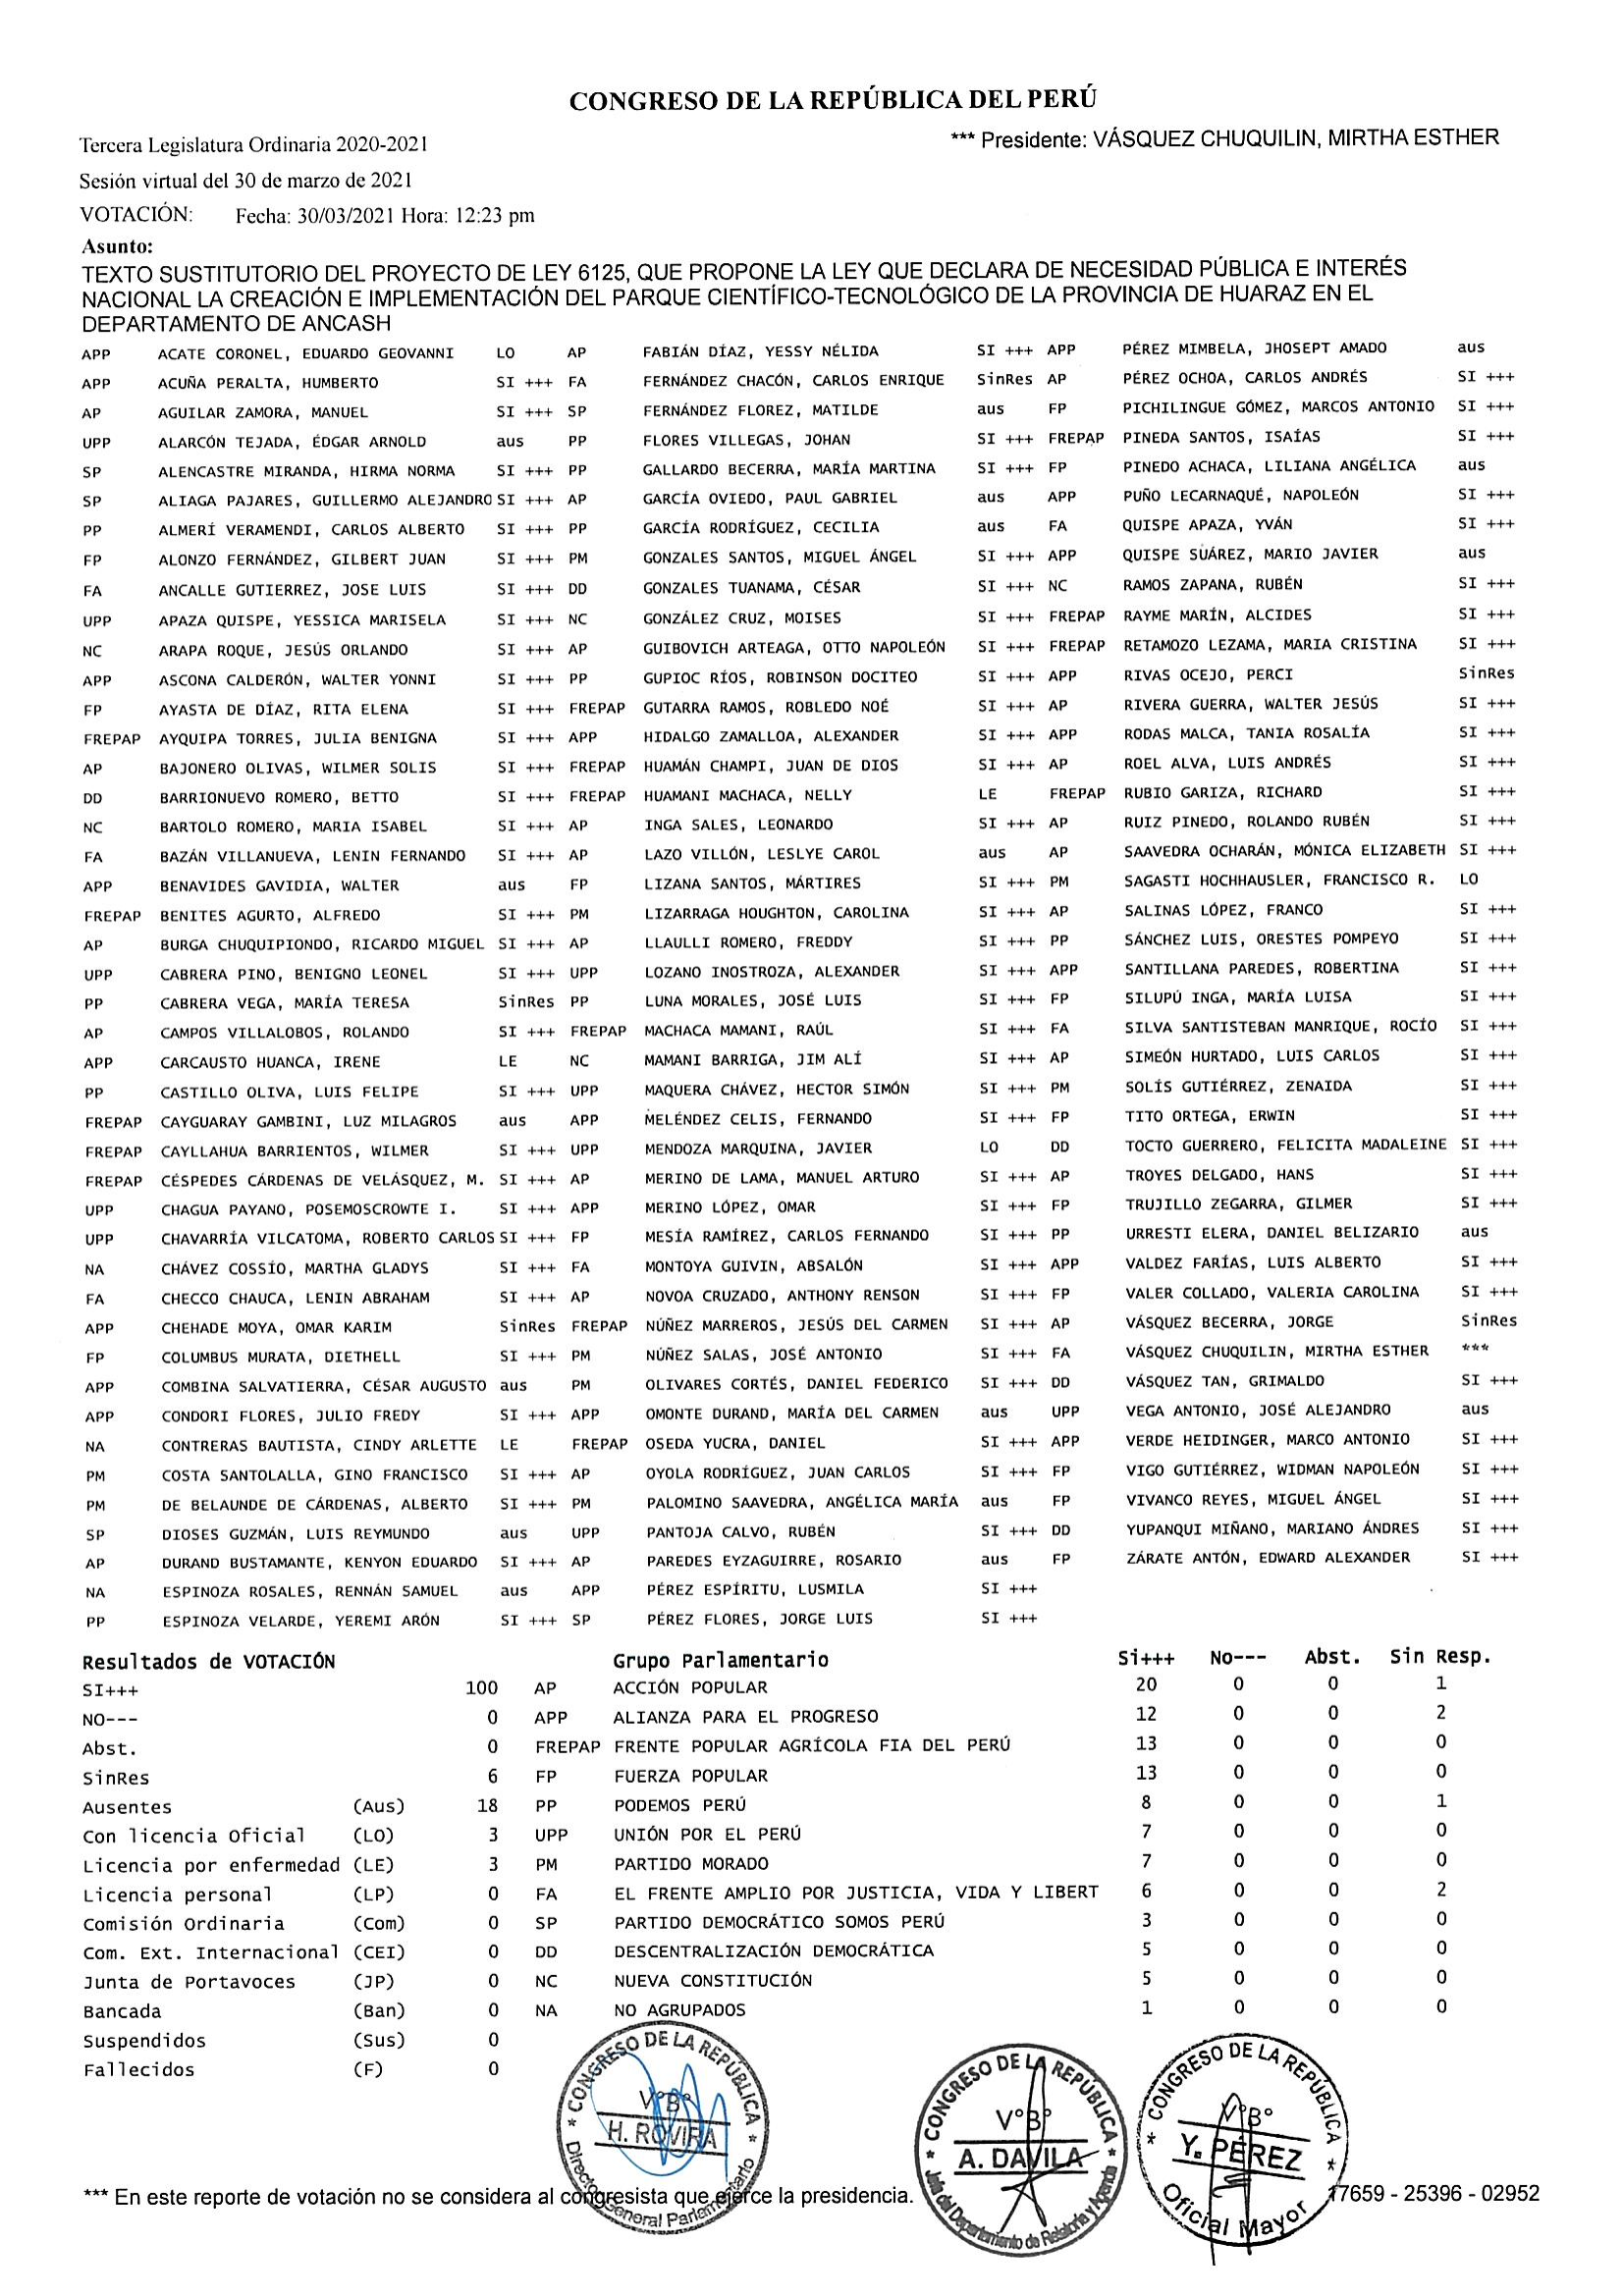 CONGRESO DE LA REPÚBLICA DEL PERÚ
Tercera Legislatura Ordinaria 2020-2021 *** Presidente: VÁSQUEZ CHUQUILIN, MIRTHA ESTHER
Sesión virtual del 30 de marzo de 2021
VOTACIÓN: Fecha: 30/03/2021 Hora: 12:23 pm
Asunto:
TEXTO SUSTITUTORIO DEL PROYECTO DE LEY 6125, QUE PROPONE LA LEY QUE DECLARA DE NECESIDAD PÚBLICA E INTERÉS
NACIONAL LA CREACIÓN E IMPLEMENTACIÓN DEL PARQUE CIENTÍFICO-TECNOLÓGICO DE LA PROVINCIA DE HUARAZ EN EL
DEPARTAMENTO DE ANCASH
APP ACATE CORONEL, EDUARDO GEOVANNI LO AP FABIÁN DÍAZ, YESSY NÉLIDA SI +++ APP PÉREZ MIMBELA, JHOSEPT AMADO aus
APP ACUÑA PERALTA, HUMBERTO SI +++ FA FERNÁNDEZ CHACÓN, CARLOS ENRIQUE SinRes AP PÉREZ OCHOA, CARLOS ANDRÉS SI +++
AP AGUILAR ZAMORA, MANUEL SI +++ SP FERNÁNDEZ FLOREZ, MATILDE aus FP PICHILINGUE GÓMEZ, MARCOS ANTONIO SI +++
UPP ALARCÓN TEJADA, ÉDGAR ARNOLD aus PP FLORES VILLEGAS, JOHAN SI +++ FREPAP PINEDA SANTOS, ISAÍAS SI +++
SP ALENCASTRE MIRANDA, HIRMA NORMA SI +++ PP GALLARDO BECERRA, MARÍA MARTINA SI +++ FP PINEDO ACHACA, LILIANA ANGÉLICA aus
SP ALIAGA PAJARES, GUILLERMO ALEJANDRO SI +++ AP GARCÍA OVIEDO, PAUL GABRIEL aus APP PUÑO LECARNAQUÉ, NAPOLEÓN SI +++
PP ALMERÍ VERAMENDI, CARLOS ALBERTO SI +++ PP GARCÍA RODRÍGUEZ, CECILIA aus FA QUISPE APAZA, YVÁN SI +++
FP ALONZO FERNÁNDEZ, GILBERT JUAN SI +++ PM GONZALES SANTOS, MIGUEL ÁNGEL SI +++ APP QUISPE SUÁREZ, MARIO JAVIER aus
FA ANCALLE GUTIERREZ, JOSE LUIS SI +++ DD GONZALES TUANAMA, CÉSAR SI +++ NC RAMOS ZAPANA, RUBÉN SI +++
UPP APAZA QUISPE, YESSICA MARISELA SI +++ NC GONZÁLEZ CRUZ, MOISES SI +++ FREPAP RAYME MARÍN, ALCIDES SI +++
NC ARAPA ROQUE, JESÚS ORLANDO SI +++ AP GUIBOVICH ARTEAGA, OTTO NAPOLEÓN SI +++ FREPAP RETAMOZO LEZAMA, MARIA CRISTINA SI +++
APP ASCONA CALDERÓN, WALTER YONNI SI +++ PP GUPIOC RÍOS, ROBINSON DOCITEO SI +++ APP RIVAS OCEJO, PERCI SinRes
FP AYASTA DE DÍAZ, RITA ELENA SI +++ FREPAP GUTARRA RAMOS, ROBLEDO NOÉ SI +++ AP RIVERA GUERRA, WALTER JESÚS SI +++
FREPAP AYQUIPA TORRES, JULIA BENIGNA SI +++ APP HIDALGO ZAMALLOA, ALEXANDER SI +++ APP RODAS MALCA, TANIA ROSALÍA SI +++
AP BAJONERO OLIVAS, WILMER SOLIS SI +++ FREPAP HUAMÁN CHAMPI, JUAN DE DIOS SI +++ AP ROEL ALVA, LUIS ANDRÉS SI +++
DD BARRIONUEVO ROMERO, BETTO SI +++ FREPAP HUAMANI MACHACA, NELLY LE FREPAP RUBIO GARIZA, RICHARD SI +++
NC BARTOLO ROMERO, MARIA ISABEL SI +++ AP INGA SALES, LEONARDO SI +++ AP RUIZ PINEDO, ROLANDO RUBÉN SI +++
FA BAZÁN VILLANUEVA, LENIN FERNANDO SI +++ AP LAZO VILLÓN, LESLYE CAROL aus AP SAAVEDRA OCHARÁN, MÓNICA ELIZABETH SI +++
APP BENAVIDES GAVIDIA, WALTER aus FP LIZANA SANTOS, MÁRTIRES SI +++ PM SAGASTI HOCHHAUSLER, FRANCISCO R. LO
FREPAP BENITES AGURTO, ALFREDO SI +++ PM LIZARRAGA HOUGHTON, CAROLINA SI +++ AP SALINAS LÓPEZ, FRANCO SI +++
AP BURGA CHUQUIPIONDO, RICARDO MIGUEL SI +++ AP LLAULLI ROMERO, FREDDY SI +++ PP SÁNCHEZ LUIS, ORESTES POMPEYO SI +++
UPP CABRERA PINO, BENIGNO LEONEL SI +++ UPP LOZANO INOSTROZA, ALEXANDER SI +++ APP SANTILLANA PAREDES, ROBERTINA SI +++
PP CABRERA VEGA, MARÍA TERESA SinRes PP LUNA MORALES, JOSÉ LUIS SI +++ FP SILUPÚ INGA, MARÍA LUISA SI +++
AP CAMPOS VILLALOBOS, ROLANDO SI +++ FREPAP MACHACA MAMANI, RAÚL SI +++ FA SILVA SANTISTEBAN MANRIQUE, ROCÍO SI +++
APP CARCAUSTO HUANCA, IRENE LE NC MAMANI BARRIGA, JIM ALÍ SI +++ AP SIMEÓN HURTADO, LUIS CARLOS SI +++
PP CASTILLO OLIVA, LUIS FELIPE SI +++ UPP MAQUERA CHÁVEZ, HECTOR SIMÓN SI +++ PM SOLÍS GUTIÉRREZ, ZENAIDA SI +++
FREPAP CAYGUARAY GAMBINI, LUZ MILAGROS aus APP MELÉNDEZ CELIS, FERNANDO SI +++ FP TITO ORTEGA, ERWIN SI +++
FREPAP CAYLLAHUA BARRIENTOS, WILMER SI +++ UPP MENDOZA MARQUINA, JAVIER LO DD TOCTO GUERRERO, FELICITA MADALEINE SI +++
FREPAP CÉSPEDES CÁRDENAS DE VELÁSQUEZ, M. SI +++ AP MERINO DE LAMA, MANUEL ARTURO SI +++ AP TROYES DELGADO, HANS SI +++
UPP CHAGUA PAYANO, POSEMOSCROWTE I. SI +++ APP MERINO LÓPEZ, OMAR SI +++ FP TRUJILLO ZEGARRA, GILMER SI +++
UPP CHAVARRÍA VILCATOMA, ROBERTO CARLOS SI +++ FP MESÍA RAMÍREZ, CARLOS FERNANDO SI +++ PP URRESTI ELERA, DANIEL BELIZARIO aus
NA CHÁVEZ COSSÍO, MARTHA GLADYS SI +++ FA MONTOYA GUIVIN, ABSALÓN SI +++ APP VALDEZ FARÍAS, LUIS ALBERTO SI +++
FA CHECCO CHAUCA, LENIN ABRAHAM SI +++ AP NOVOA CRUZADO, ANTHONY RENSON SI +++ FP VALER COLLADO, VALERIA CAROLINA SI +++
APP CHEHADE MOYA, OMAR KARIM SinRes FREPAP NÚÑEZ MARREROS, JESÚS DEL CARMEN SI +++ AP VÁSQUEZ BECERRA, JORGE SinRes
FP COLUMBUS MURATA, DIETHELL SI +++ PM NÚÑEZ SALAS, JOSÉ ANTONIO SI +++ FA VÁSQUEZ CHUQUILIN, MIRTHA ESTHER ***
APP COMBINA SALVATIERRA, CÉSAR AUGUSTO aus PM OLIVARES CORTÉS, DANIEL FEDERICO SI +++ DD VÁSQUEZ TAN, GRIMALDO SI +++
APP CONDORI FLORES, JULIO FREDY SI +++ APP OMONTE DURAND, MARÍA DEL CARMEN aus UPP VEGA ANTONIO, JOSÉ ALEJANDRO aus
NA CONTRERAS BAUTISTA, CINDY ARLETTE LE FREPAP OSEDA YUCRA, DANIEL SI +++ APP VERDE HEIDINGER, MARCO ANTONIO SI +++
PM COSTA SANTOLALLA, GINO FRANCISCO SI +++ AP OYOLA RODRÍGUEZ, JUAN CARLOS SI +++ FP VIGO GUTIÉRREZ, WIDMAN NAPOLEÓN SI +++
PM DE BELAUNDE DE CÁRDENAS, ALBERTO SI +++ PM PALOMINO SAAVEDRA, ANGÉLICA MARÍA aus FP VIVANCO REYES, MIGUEL ÁNGEL SI +++
SP DIOSES GUZMÁN, LUIS REYMUNDO aus UPP PANTOJA CALVO, RUBÉN SI +++ DD YUPANQUI MIÑANO, MARIANO ÁNDRES SI +++
AP DURAND BUSTAMANTE, KENYON EDUARDO SI +++ AP PAREDES EYZAGUIRRE, ROSARIO aus FP ZÁRATE ANTÓN, EDWARD ALEXANDER SI +++
NA ESPINOZA ROSALES, RENNÁN SAMUEL aus APP PÉREZ ESPÍRITU, LUSMILA SI +++
PP ESPINOZA VELARDE, YEREMI ARÓN SI +++ SP PÉREZ FLORES, JORGE LUIS SI +++
Resultados de VOTACIÓN Grupo Parlamentario Si+++ No--- Abst. Sin Resp.
SI+++ 100 AP ACCIÓN POPULAR 20 0 0 1
NO--- 0 APP ALIANZA PARA EL PROGRESO 12 0 0 2
Abst. 0 FREPAP FRENTE POPULAR AGRÍCOLA FIA DEL PERÚ 13 0 0 0
SinRes 6 FP FUERZA POPULAR 13 0 0 0
Ausentes (Aus) 18 PP PODEMOS PERÚ 8 0 0 1
Con licencia Oficial (LO) 3 UPP UNIÓN POR EL PERÚ 7 0 0 0
Licencia por enfermedad (LE) 3 PM PARTIDO MORADO 7 0 0 0
Licencia personal (LP) 0 FA EL FRENTE AMPLIO POR JUSTICIA, VIDA Y LIBERT 6 0 0 2
Comisión Ordinaria (Com) 0 SP PARTIDO DEMOCRÁTICO SOMOS PERÚ 3 0 0 0
Com. Ext. Internacional (CEI) 0 DD DESCENTRALIZACIÓN DEMOCRÁTICA 5 0 0 0
Junta de Portavoces (JP) 0 NC NUEVA CONSTITUCIÓN 5 0 0 0
Bancada (Ban) 0 NA NO AGRUPADOS 1 0 0 0
Suspendidos (Sus) 0
Fallecidos (F) 0
* CONGRESO DE LA REPÚBLICA *
V°B°
H. ROVIRA
Director General Parlamentario
* CONGRESO DE LA REPÚBLICA *
V°B°
A. DAVILA
Jefa del Departamento de Relatoría y Agenda
* CONGRESO DE LA REPÚBLICA *
V°B°
Y. PÉREZ
Oficial Mayor
*** En este reporte de votación no se considera al congresista que ejerce la presidencia. 17659 - 25396 - 02952